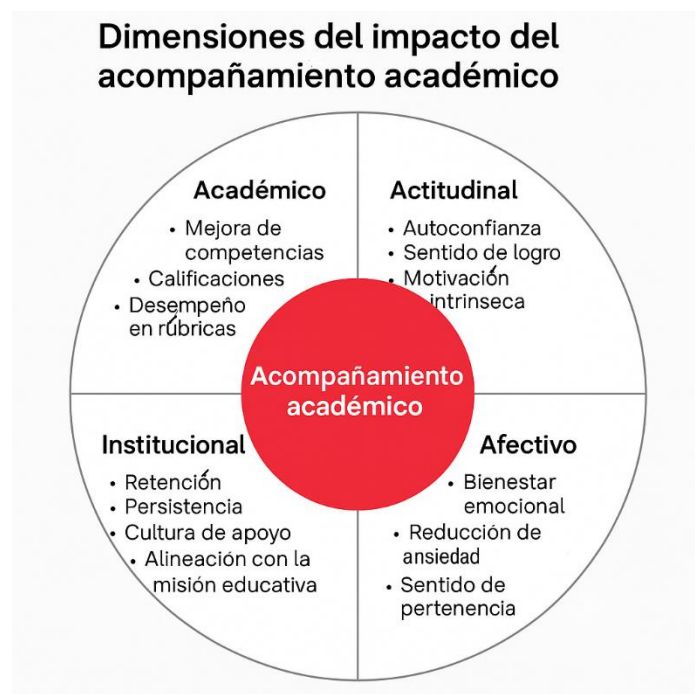 Dimensiones del impacto del
acompañamiento académico
Académico
• Mejora de
competencias
• Calificaciones
• Desempeño
en rúbricas
Actitudinal
• Autoconfianza
• Sentido de logro
• Motivación
intrinseca
Acompañamiento
académico
Institucional
• Retención
• Persistencia
• Cultura de apoyo
• Alineación con la
misión educativa
Afectivo
• Bienestar
emocional
• Reducción de
ansiedad
• Sentido de
pertenencia